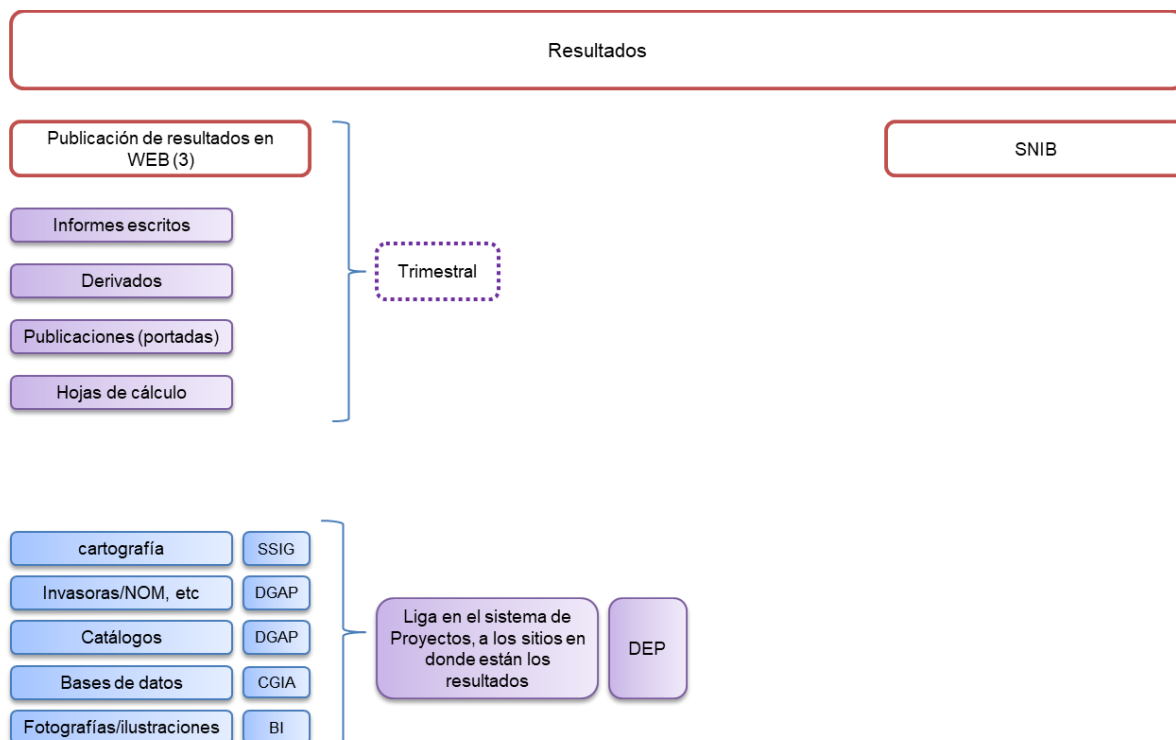 Resultados
Publicación de resultados en
WEB (3)
SNIB
Informes escritos
Derivados
Trimestral
Publicaciones (portadas)
Hojas de cálculo
cartografía
SSIG
Invasoras/NOM, etc
DGAP
Catálogos
DGAP
Bases de datos
CGIA
Fotografías/ilustraciones
BI
Liga en el sistema de
Proyectos, a los sitios en
donde están los
resultados
DEP